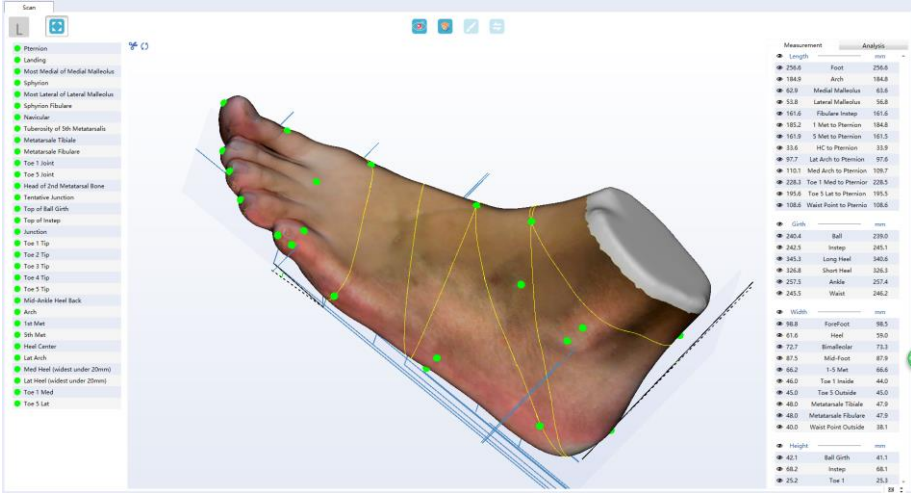 Scan
L
Pternion
Landing
Most Medial of Medial Malleolus
Sphyrion
Most Lateral of Lateral Malleolus
Sphyrion Fibulare
Navicular
Tuberosity of 5th Metatarsalis
Metatarsale Tibiale
Metatarsale Fibulare
Toe 1 Joint
Toe 5 Joint
Head of 2nd Metatarsal Bone
Tentative Junction
Top of Ball Girth
Top of Instep
Junction
Toe 1 Tip
Toe 2 Tip
Toe 3 Tip
Toe 4 Tip
Toe 5 Tip
Mid-Ankle Heel Back
Arch
1st Met
5th Met
Heel Center
Lat Arch
Med Heel (widest under 20mm)
Lat Heel (widest under 20mm)
Toe 1 Med
Toe 5 Lat
Measurement Analysis
Length mm
256.6 Foot 256.6
184.9 Arch 184.8
62.9 Medial Malleolus 63.6
53.8 Lateral Malleolus 56.8
161.6 Fibulare Instep 161.6
185.2 1 Met to Pternion 184.8
161.9 5 Met to Pternion 161.5
33.6 HC to Pternion 33.9
97.7 Lat Arch to Pternion 97.6
110.1 Med Arch to Pternion 109.7
228.3 Toe 1 Med to Pternior 228.5
195.6 Toe 5 Lat to Pternion 195.5
108.6 Waist Point to Pternio 108.6
Girth mm
240.4 Ball 239.0
242.5 Instep 245.1
345.3 Long Heel 340.6
326.8 Short Heel 326.3
257.5 Ankle 257.4
245.5 Waist 246.2
Width mm
98.8 ForeFoot 98.5
61.6 Heel 59.0
72.7 Bimalleolar 73.3
87.5 Mid-Foot 87.9
66.2 1-5 Met 66.6
46.0 Toe 1 Inside 44.0
45.0 Toe 5 Outside 45.0
48.0 Metatarsale Tibiale 47.9
48.0 Metatarsale Fibulare 47.9
40.0 Waist Point Outside 38.1
Height mm
42.1 Ball Girth 41.1
68.2 Instep 68.1
25.2 Toe 1 25.3